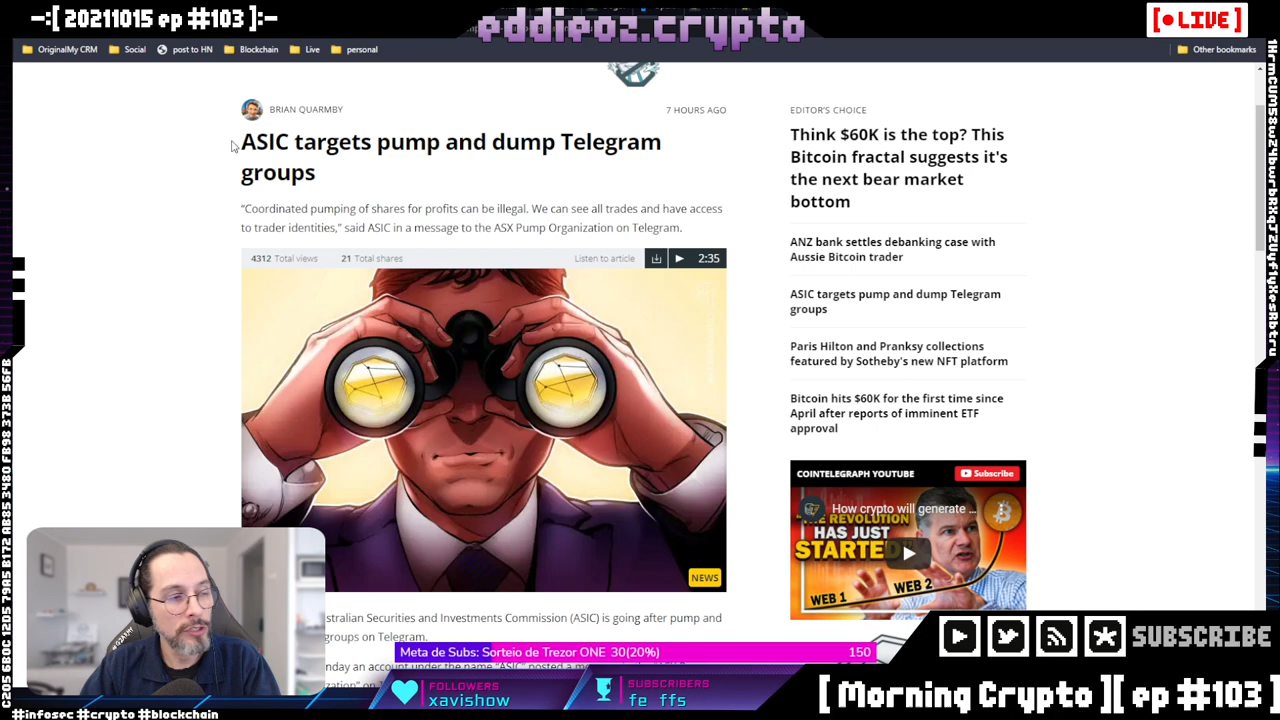 -:[ 20211015 ep #103 ]:-
eddieoz.crypto
[ • LIVE ]
OriginalMy CRM
Social
post to HN
Blockchain
Live
personal
Other bookmarks
BRIAN QUARMBY
7 HOURS AGO
ASIC targets pump and dump Telegram
groups
“Coordinated pumping of shares for profits can be illegal. We can see all trades and have access
to trader identities,” said ASIC in a message to the ASX Pump Organization on Telegram.
4312 Total views
21 Total shares
Listen to article
2:35
NEWS
stralian Securities and Investments Commission (ASIC) is going after pump and
groups on Telegram.
EDITOR’S CHOICE
Think $60K is the top? This
Bitcoin fractal suggests it's
the next bear market
bottom
ANZ bank settles debanking case with
Aussie Bitcoin trader
ASIC targets pump and dump Telegram
groups
Paris Hilton and Pranksy collections
featured by Sotheby's new NFT platform
Bitcoin hits $60K for the first time since
April after reports of imminent ETF
approval
COINTELEGRAPH YOUTUBE
Subscribe
How crypto will generate ...
REVOLUTION
HAS JUST
STARTED
WEB 1
WEB 2
Meta de Subs: Sorteio de Trezor ONE 30(20%)
150
FOLLOWERS
xavishow
SUBSCRIBERS
fe ffs
SUBSCRIBE
[ Morning Crypto ][ ep #103 ]
#infosec #crypto #blockchain